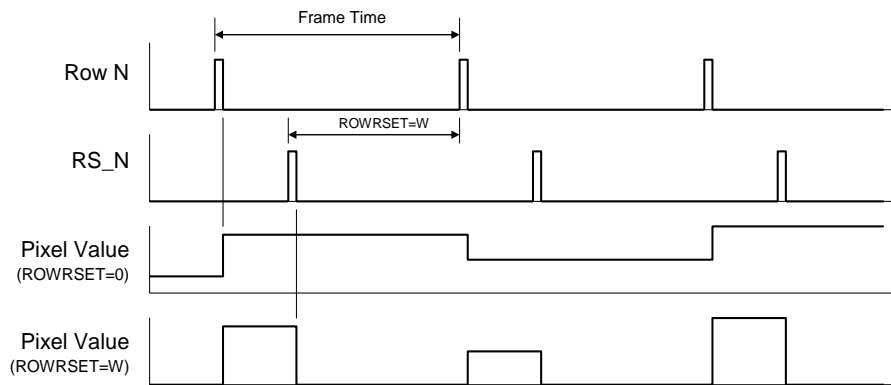 Frame Time
Row N
ROWRSET=W
RS_N
Pixel Value
(ROWRSET=0)
Pixel Value
(ROWRSET=W)